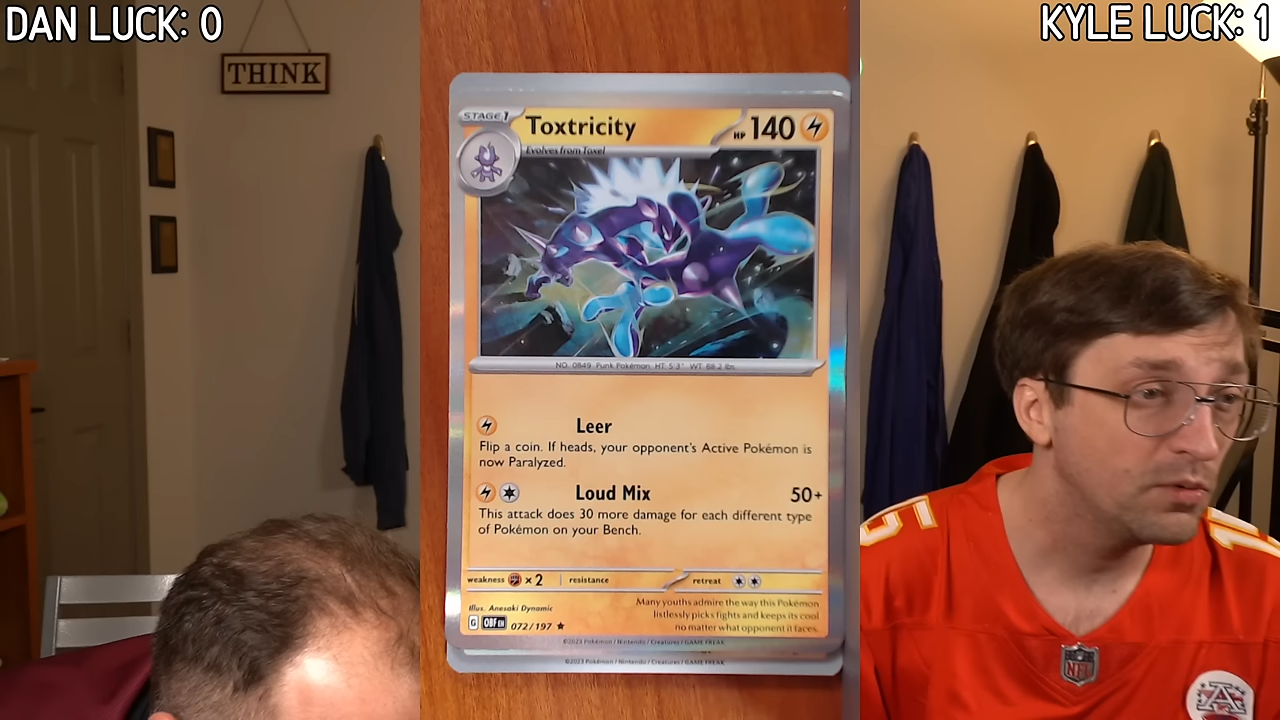 DAN LUCK: 0
KYLE LUCK: 1
THINK
STAGE 1
Toxtricity
HP 140
Evolves from Toxel
NO. 0849 Punk Pokémon HT: 5'3" WT: 88.2 lbs.
Leer
Flip a coin. If heads, your opponent's Active Pokémon is
now Paralyzed.
Loud Mix 50+
This attack does 30 more damage for each different type
of Pokémon on your Bench.
weakness ×2 resistance retreat
Illus. Anesaki Dynamic
Many youths admire the way this Pokémon
listlessly picks fights and keeps its cool
no matter what opponent it faces.
G OBF EN 072/197
©2023 Pokémon / Nintendo / Creatures / GAME FREAK
©2023 Pokémon / Nintendo / Creatures / GAME FREAK
15
15
NFL